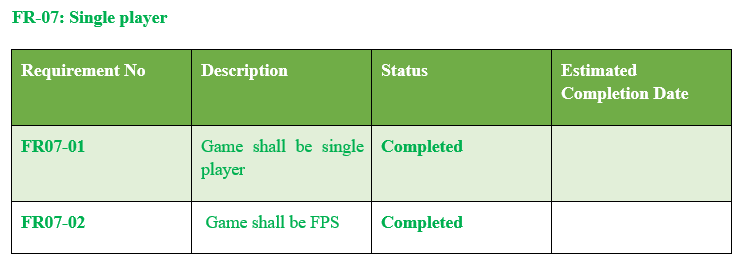 FR-07: Single player
Requirement No
Description
Status
Estimated
Completion Date
FR07-01
Game shall be single
player
Completed
FR07-02
Game shall be FPS
Completed